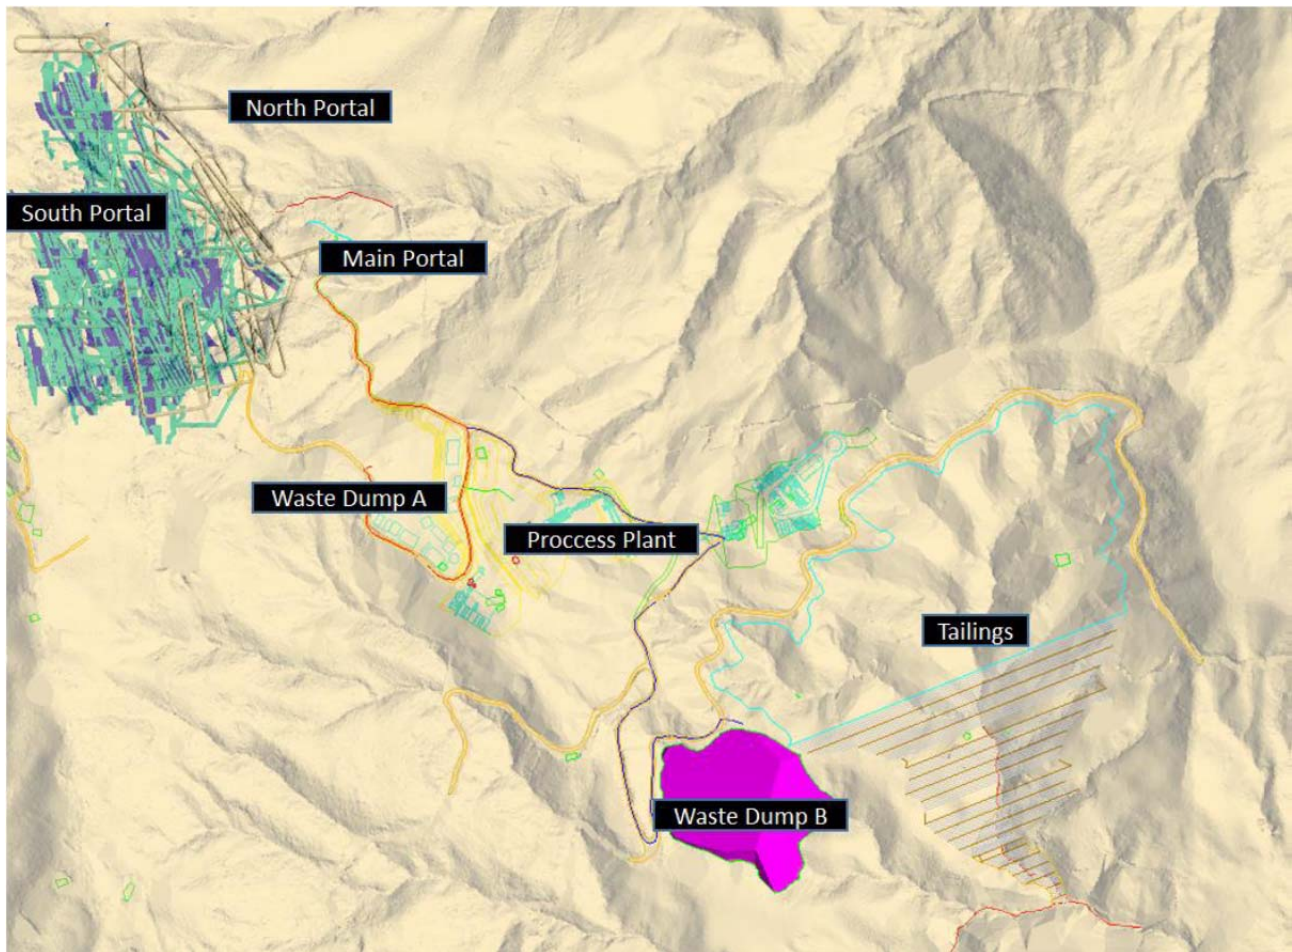 North Portal
South Portal
Main Portal
Waste Dump A
Proccess Plant
Tailings
Waste Dump B